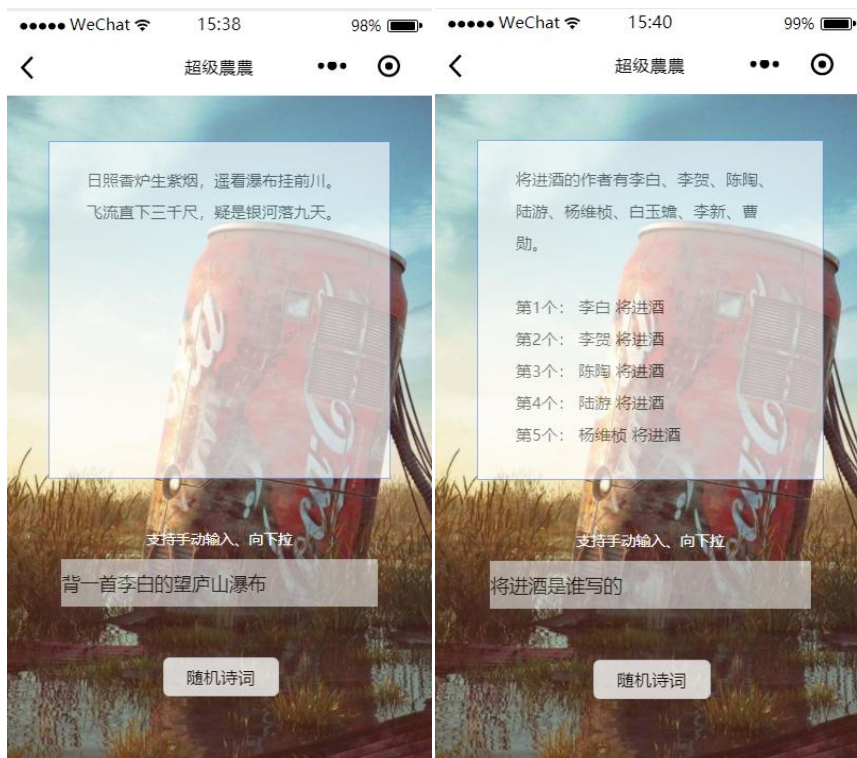 WeChat 15:38 98%
超级農農
日照香炉生紫烟，遥看瀑布挂前川。
飞流直下三千尺，疑是银河落九天。
支持手动输入、向下拉
背一首李白的望庐山瀑布
随机诗词
WeChat 15:40 99%
超级農農
将进酒的作者有李白、李贺、陈陶、
陆游、杨维桢、白玉蟾、李新、曹
勋。
第1个： 李白 将进酒
第2个： 李贺 将进酒
第3个： 陈陶 将进酒
第4个： 陆游 将进酒
第5个： 杨维桢 将进酒
支持手动输入、向下拉
将进酒是谁写的
随机诗词